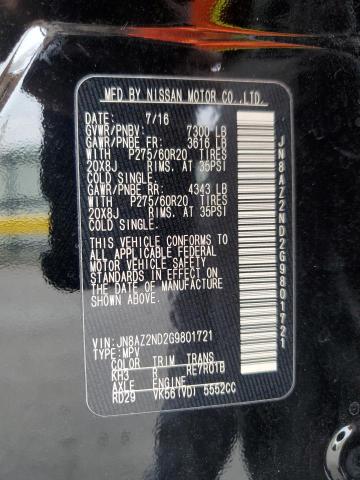 MFD BY NISSAN MOTOR CO.,LTD.
DATE: 7/16
GVWR/PNBV: 7300 LB
GAWR/PNBE FR: 3616 LB
WITH P275/60R20 TIRES
20X8J RIMS. AT 35PSI
COLD SINGLE.
GAWR/PNBE RR: 4343 LB
WITH P275/60R20 TIRES
20X8J RIMS. AT 35PSI
COLD SINGLE.
THIS VEHICLE CONFORMS TO
ALL APPLICABLE FEDERAL
MOTOR VEHICLE SAFETY
STANDARDS IN EFFECT ON
THE DATE OF MANUFACTURE
SHOWN ABOVE.
VIN: JN8AZ2ND2G9801721
TYPE: MPV
COLOR TRIM TRANS
KH3 R RE7R01B
AXLE ENGINE
RD29 VK56(VD) 5552CC
JN8AZ2ND2G9801721